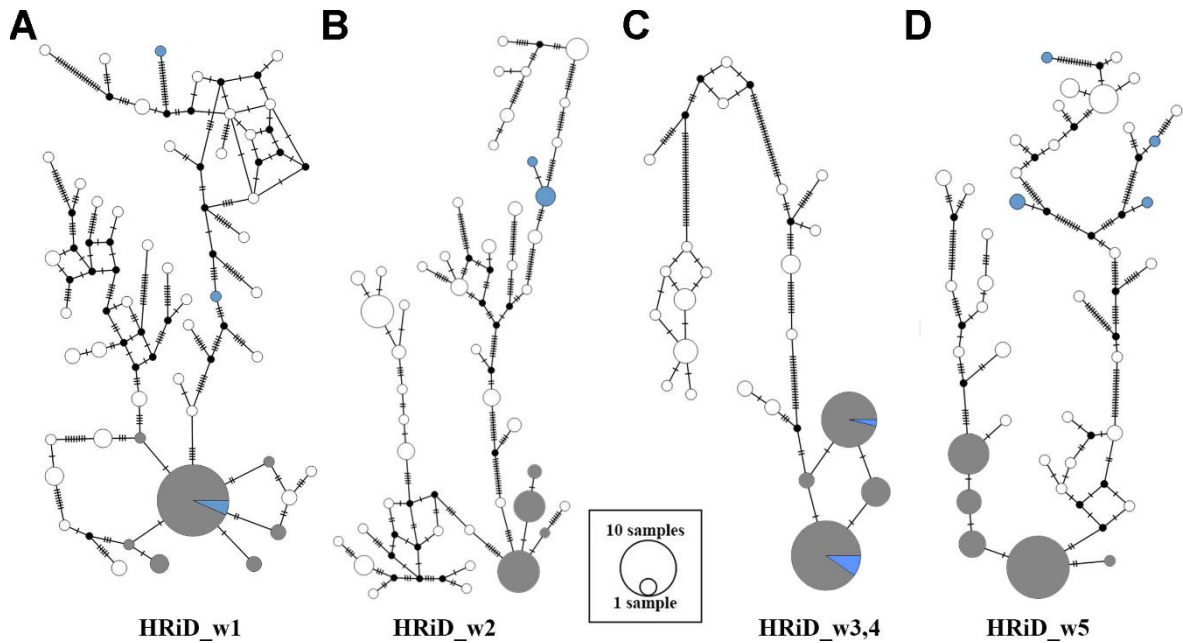 A
B
C
D
10 samples
1 sample
HRiD_w1
HRiD_w2
HRiD_w3,4
HRiD_w5